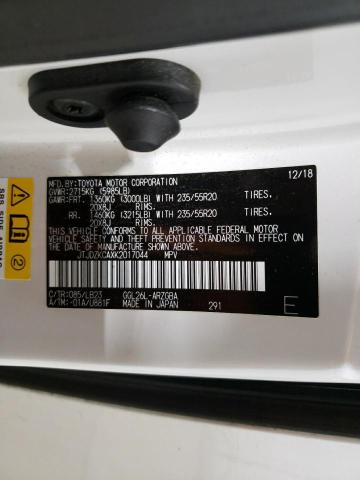 MFD.BY:TOYOTA MOTOR CORPORATION 12/18
GVWR:2715KG (5985LB)
GAWR:FRT. 1360KG (3000LB) WITH 235/55R20 TIRES.
20X8J RIMS.
RR. 1460KG (3215LB) WITH 235/55R20 TIRES.
20X8J RIMS.
THIS VEHICLE CONFORMS TO ALL APPLICABLE FEDERAL MOTOR
VEHICLE SAFETY AND THEFT PREVENTION STANDARDS IN EFFECT
ON THE DATE OF MANUFACTURE SHOWN ABOVE.
JTJDZKCAXK2017044 MPV
C/TR:085/LB23 GGL26L-ARZGBA
A/TM:-01A/U881F MADE IN JAPAN 291 E
SRS SIDE
2